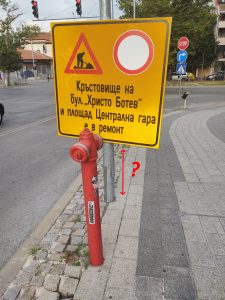 Кръстовище на
бул. „Христо Ботев“
и площад Централна гара
е в ремонт
?